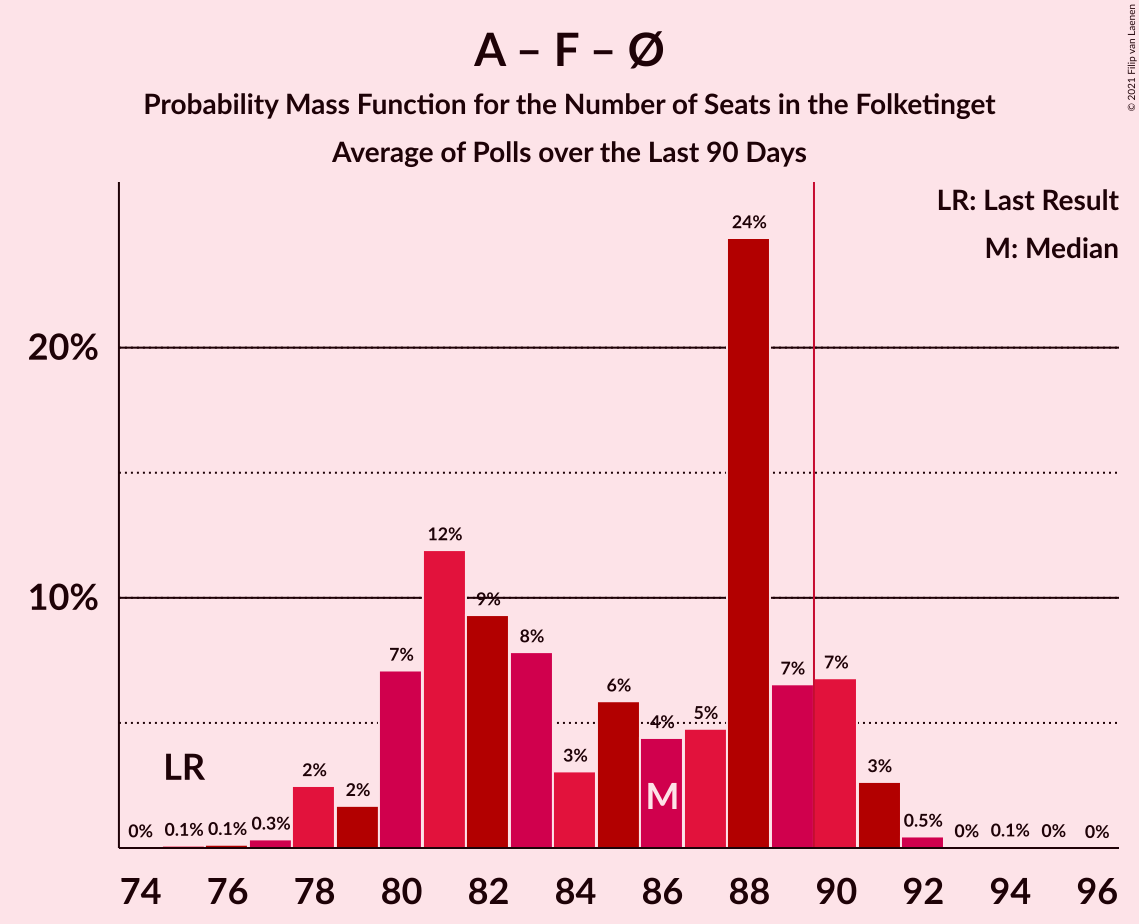 A – F – Ø
Probability Mass Function for the Number of Seats in the Folketinget
Average of Polls over the Last 90 Days
© 2021 Filip van Laenen
LR: Last Result
M: Median
24%
20%
12%
10%
9%
8%
7%
7%
7%
6%
4%
5%
3%
LR
2%
2%
M
3%
0%
0.1%
0.1%
0.3%
0.5%
0%
0.1%
0%
0%
74 76 78 80 82 84 86 88 90 92 94 96